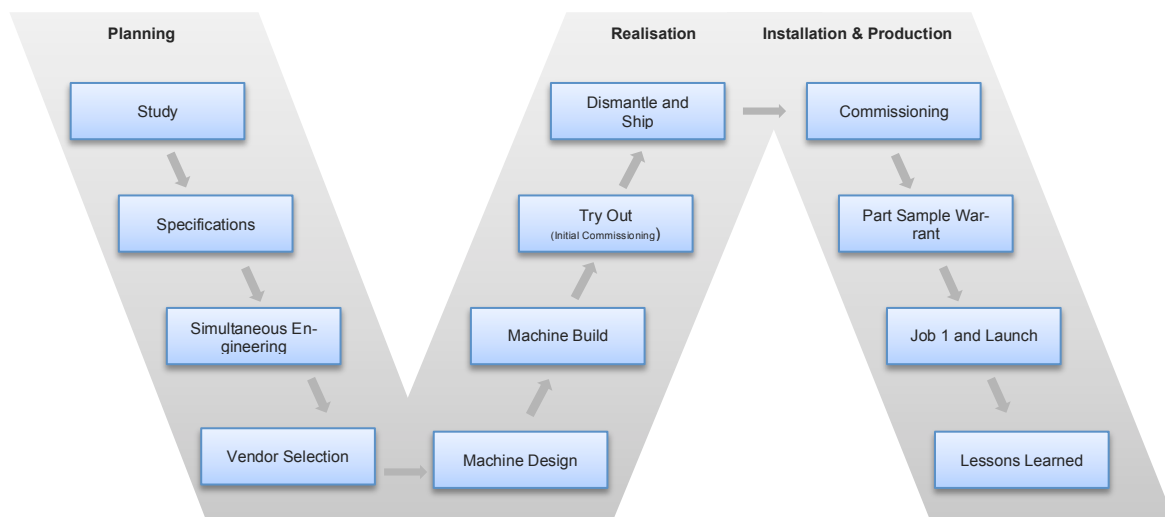 Planning
Realisation
Installation & Production
Study
Specifications
Simultaneous En-
gineering
Vendor Selection
Machine Design
Machine Build
Try Out
(Initial Commissioning)
Dismantle and
Ship
Commissioning
Part Sample War-
rant
Job 1 and Launch
Lessons Learned